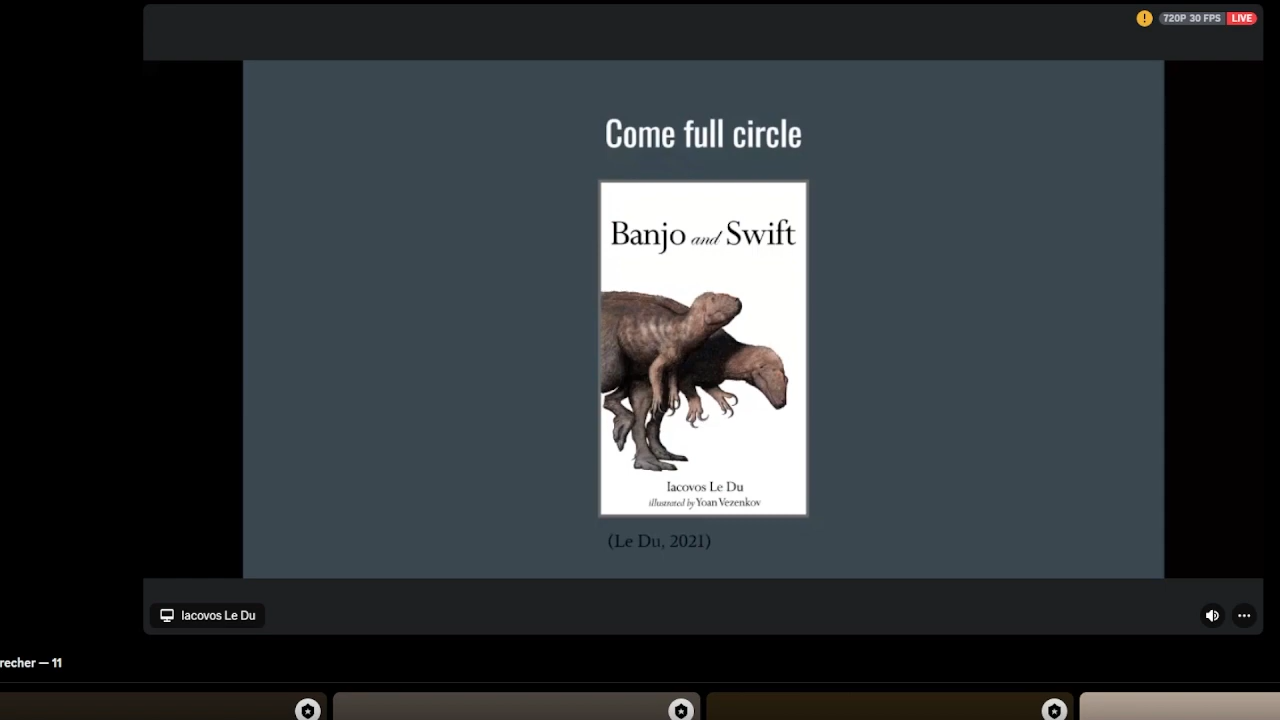 720P 30 FPS LIVE
Come full circle
Banjo and Swift
Iacovos Le Du
illustrated by Yoan Vezenkov
(Le Du, 2021)
Iacovos Le Du
recher — 11